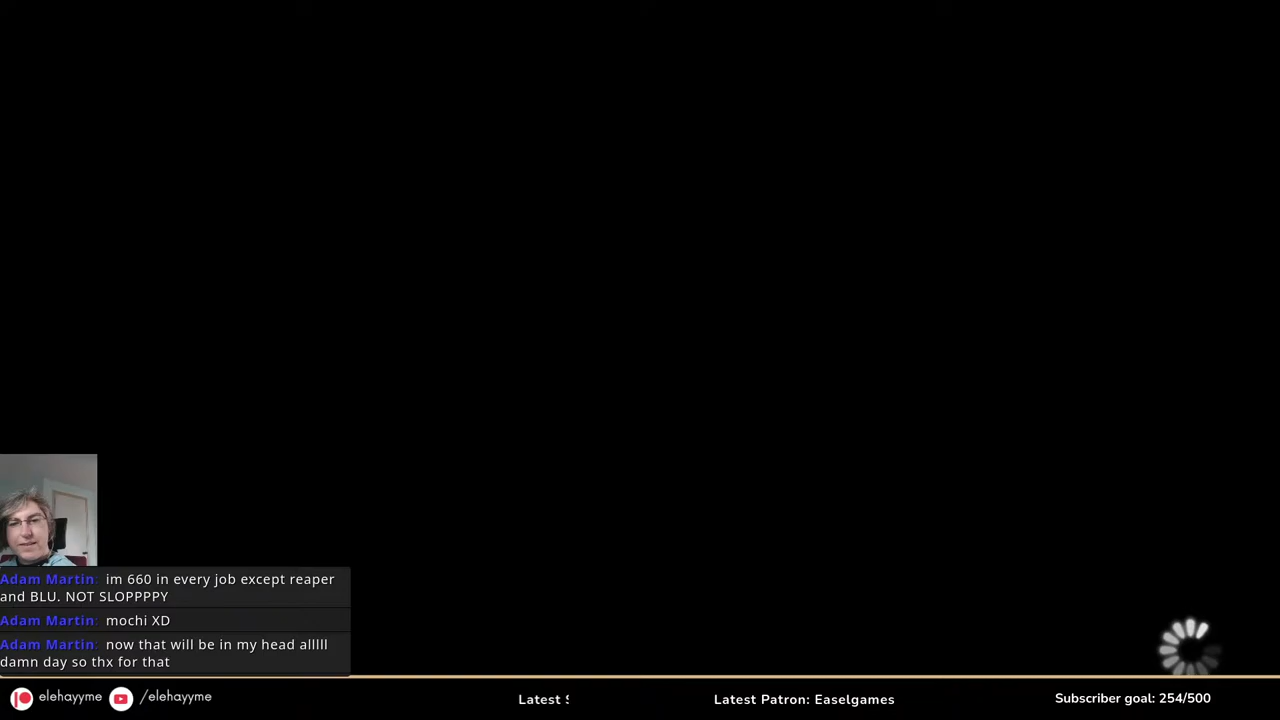 Adam Martin: im 660 in every job except reaper
and BLU. NOT SLOPPPPY
Adam Martin: mochi XD
Adam Martin: now that will be in my head alllll
damn day so thx for that
elehayyme /elehayyme Latest Latest Patron: Easelgames Subscriber goal: 254/500